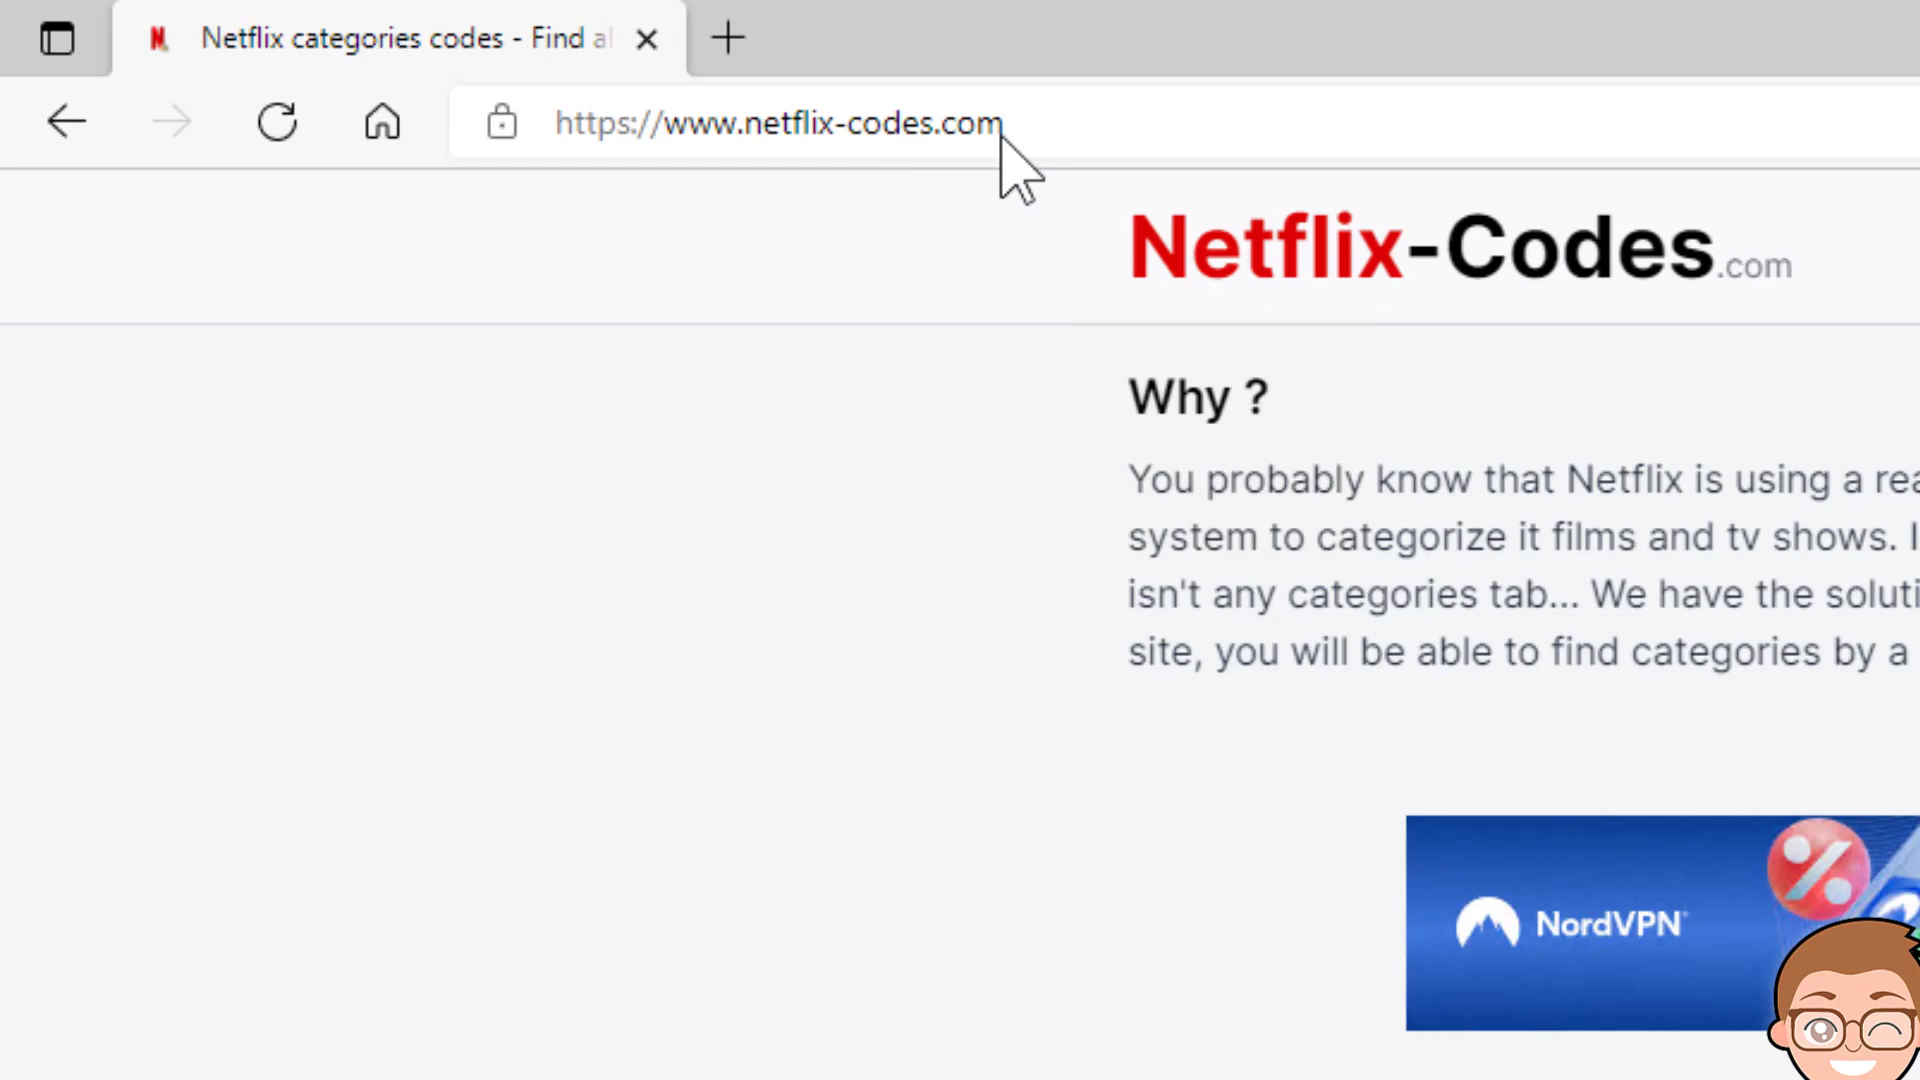 Netflix categories codes - Find al
https://www.netflix-codes.com
Netflix-Codes.com
Why ?
You probably know that Netflix is using a rea
system to categorize it films and tv shows. I
isn't any categories tab... We have the soluti
site, you will be able to find categories by a
NordVPN